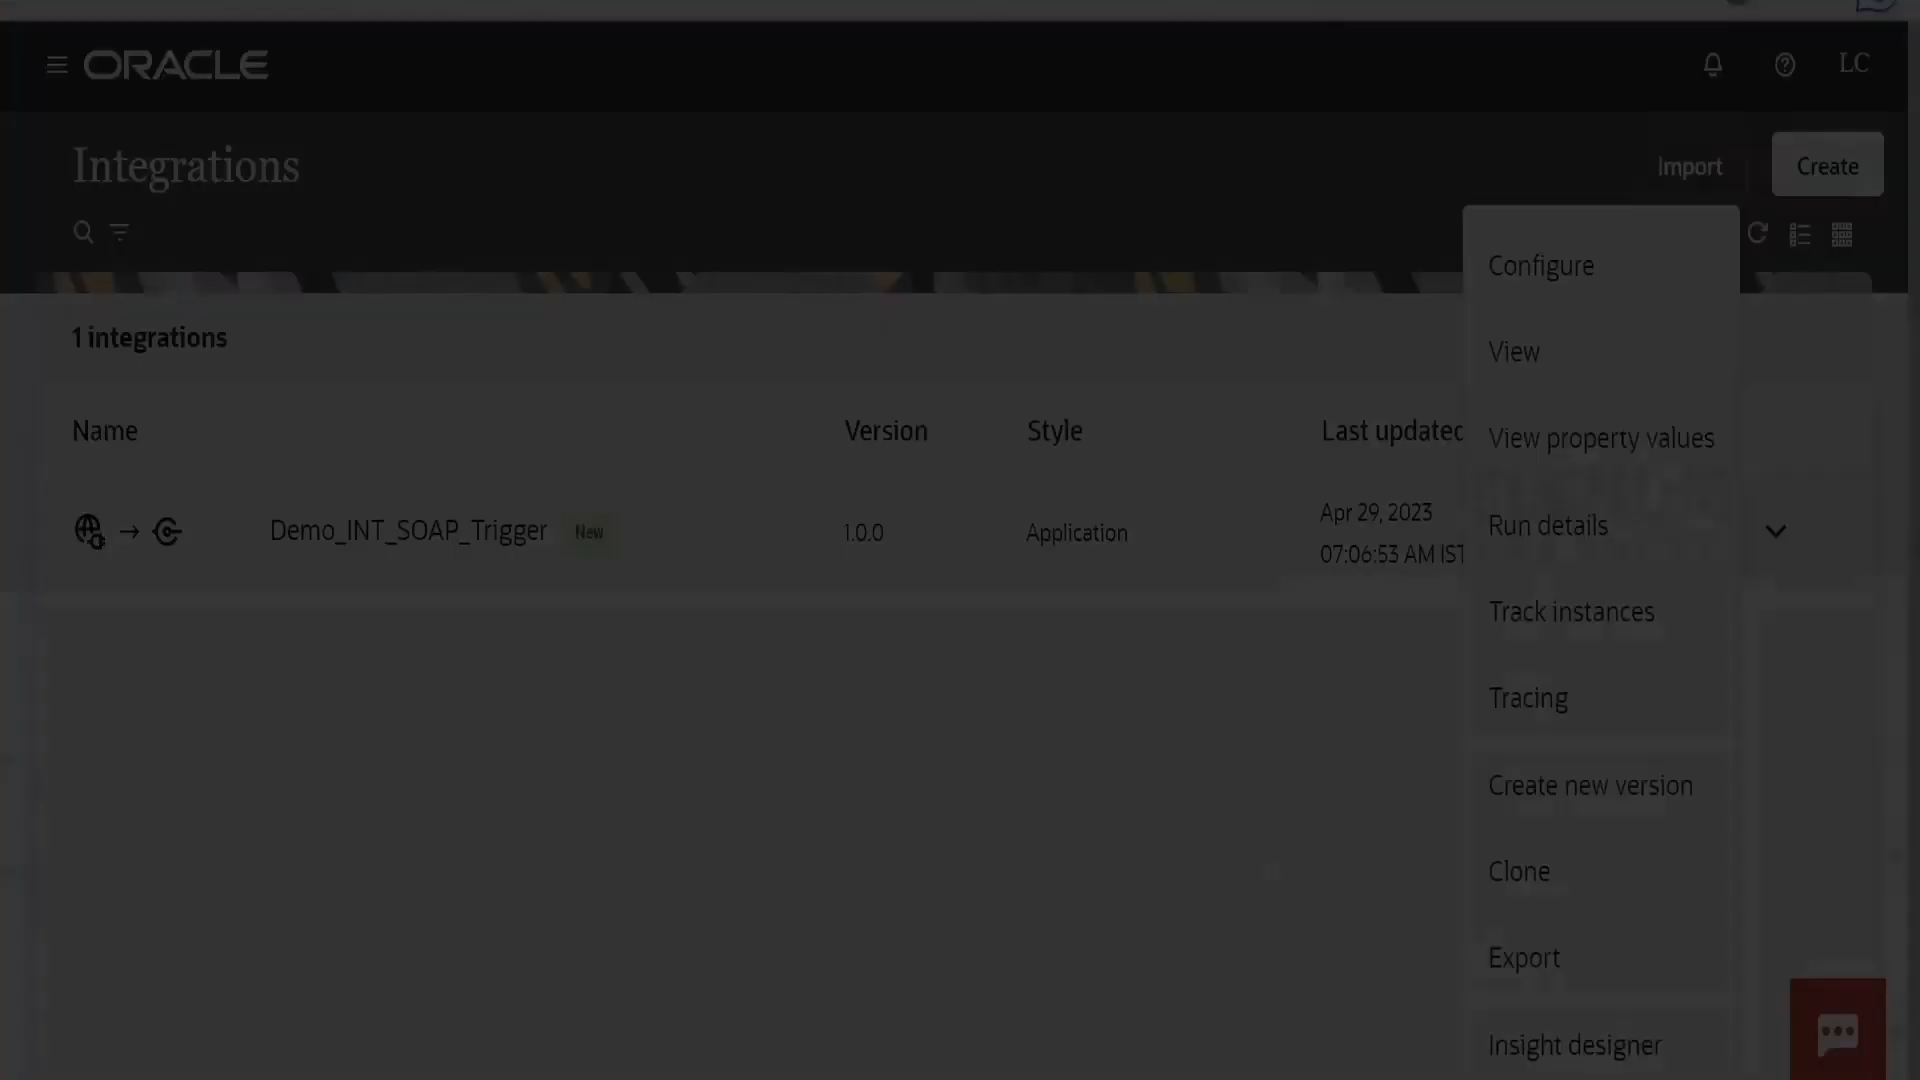 ORACLE
LC
Integrations
Import
Create
1 integrations
Name
Version
Style
Last updated
Demo_INT_SOAP_Trigger
New
1.0.0
Application
Apr 29, 2023
07:06:53 AM IST
Configure
View
View property values
Run details
Track instances
Tracing
Create new version
Clone
Export
Insight designer